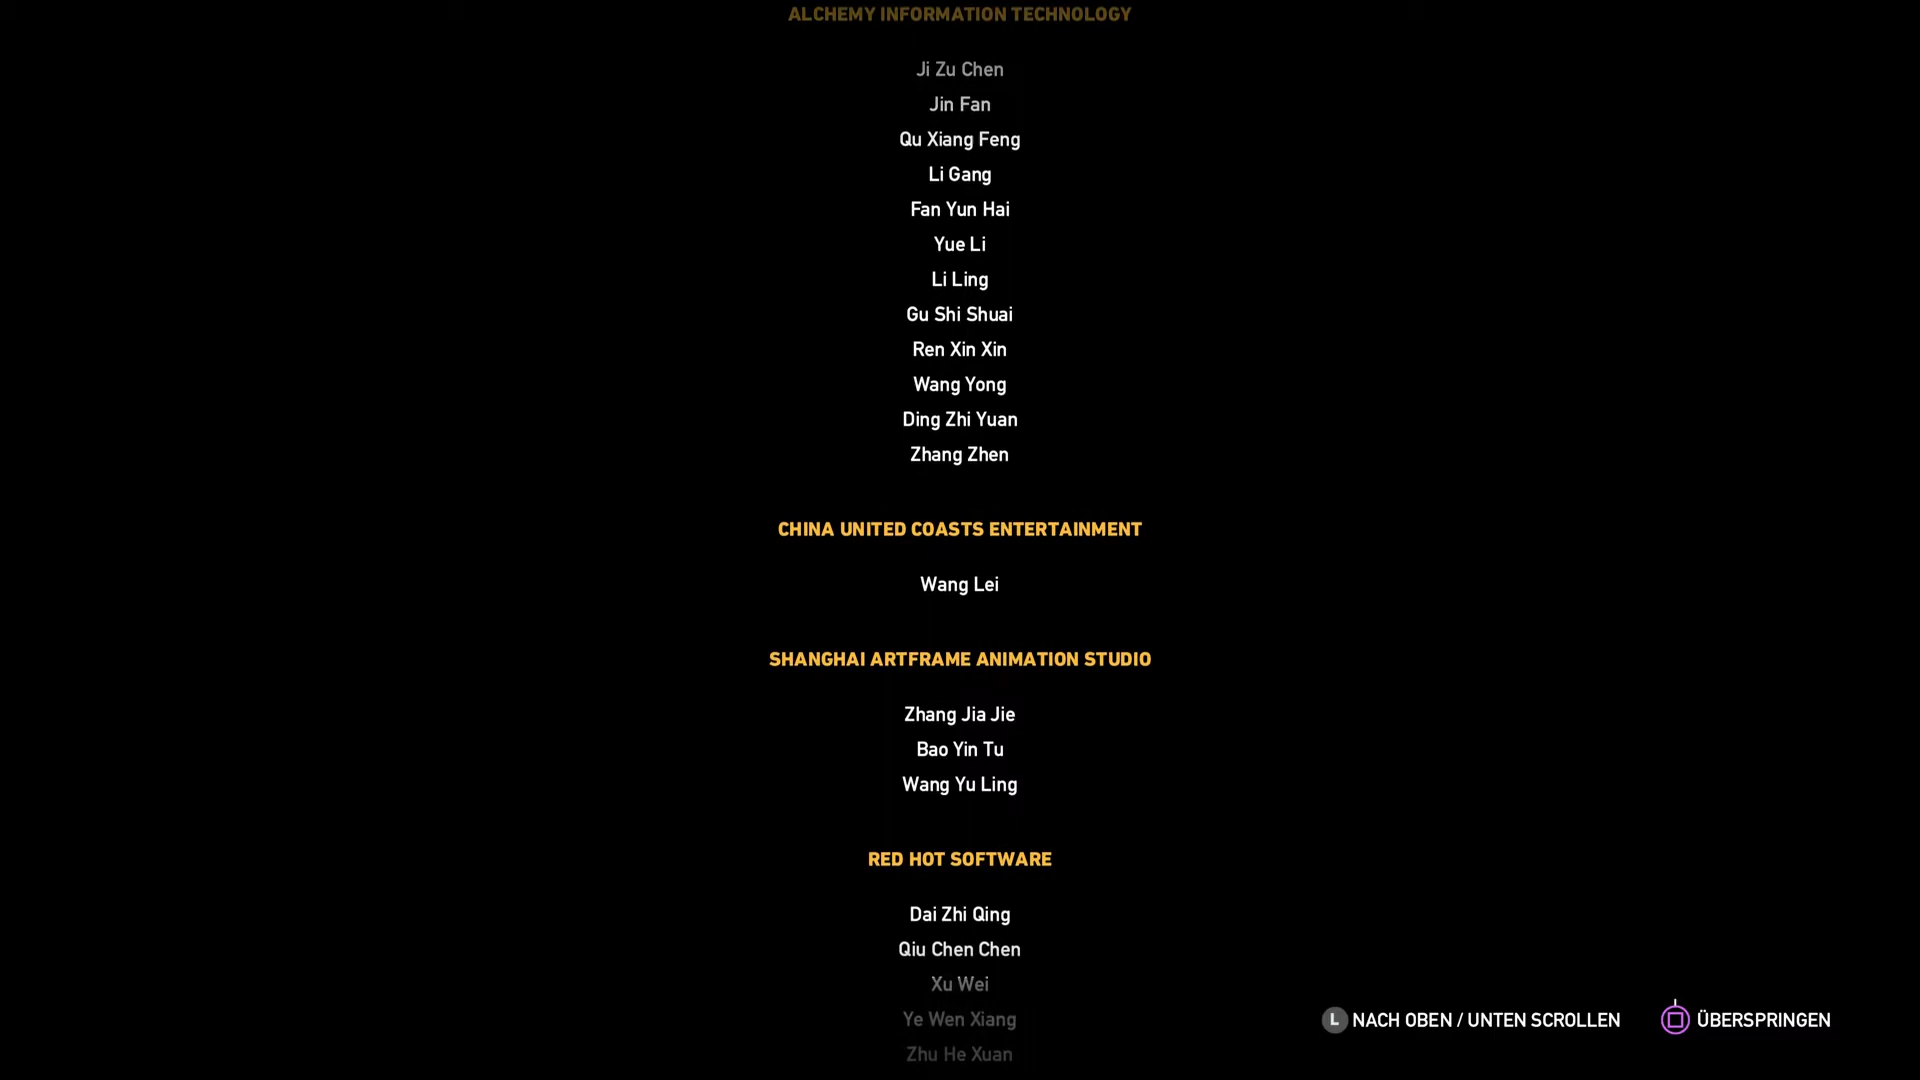 ALCHEMY INFORMATION TECHNOLOGY
Ji Zu Chen
Jin Fan
Qu Xiang Feng
Li Gang
Fan Yun Hai
Yue Li
Li Ling
Gu Shi Shuai
Ren Xin Xin
Wang Yong
Ding Zhi Yuan
Zhang Zhen
CHINA UNITED COASTS ENTERTAINMENT
Wang Lei
SHANGHAI ARTFRAME ANIMATION STUDIO
Zhang Jia Jie
Bao Yin Tu
Wang Yu Ling
RED HOT SOFTWARE
Dai Zhi Qing
Qiu Chen Chen
Xu Wei
Ye Wen Xiang
Zhu He Xuan
L NACH OBEN / UNTEN SCROLLEN ÜBERSPRINGEN